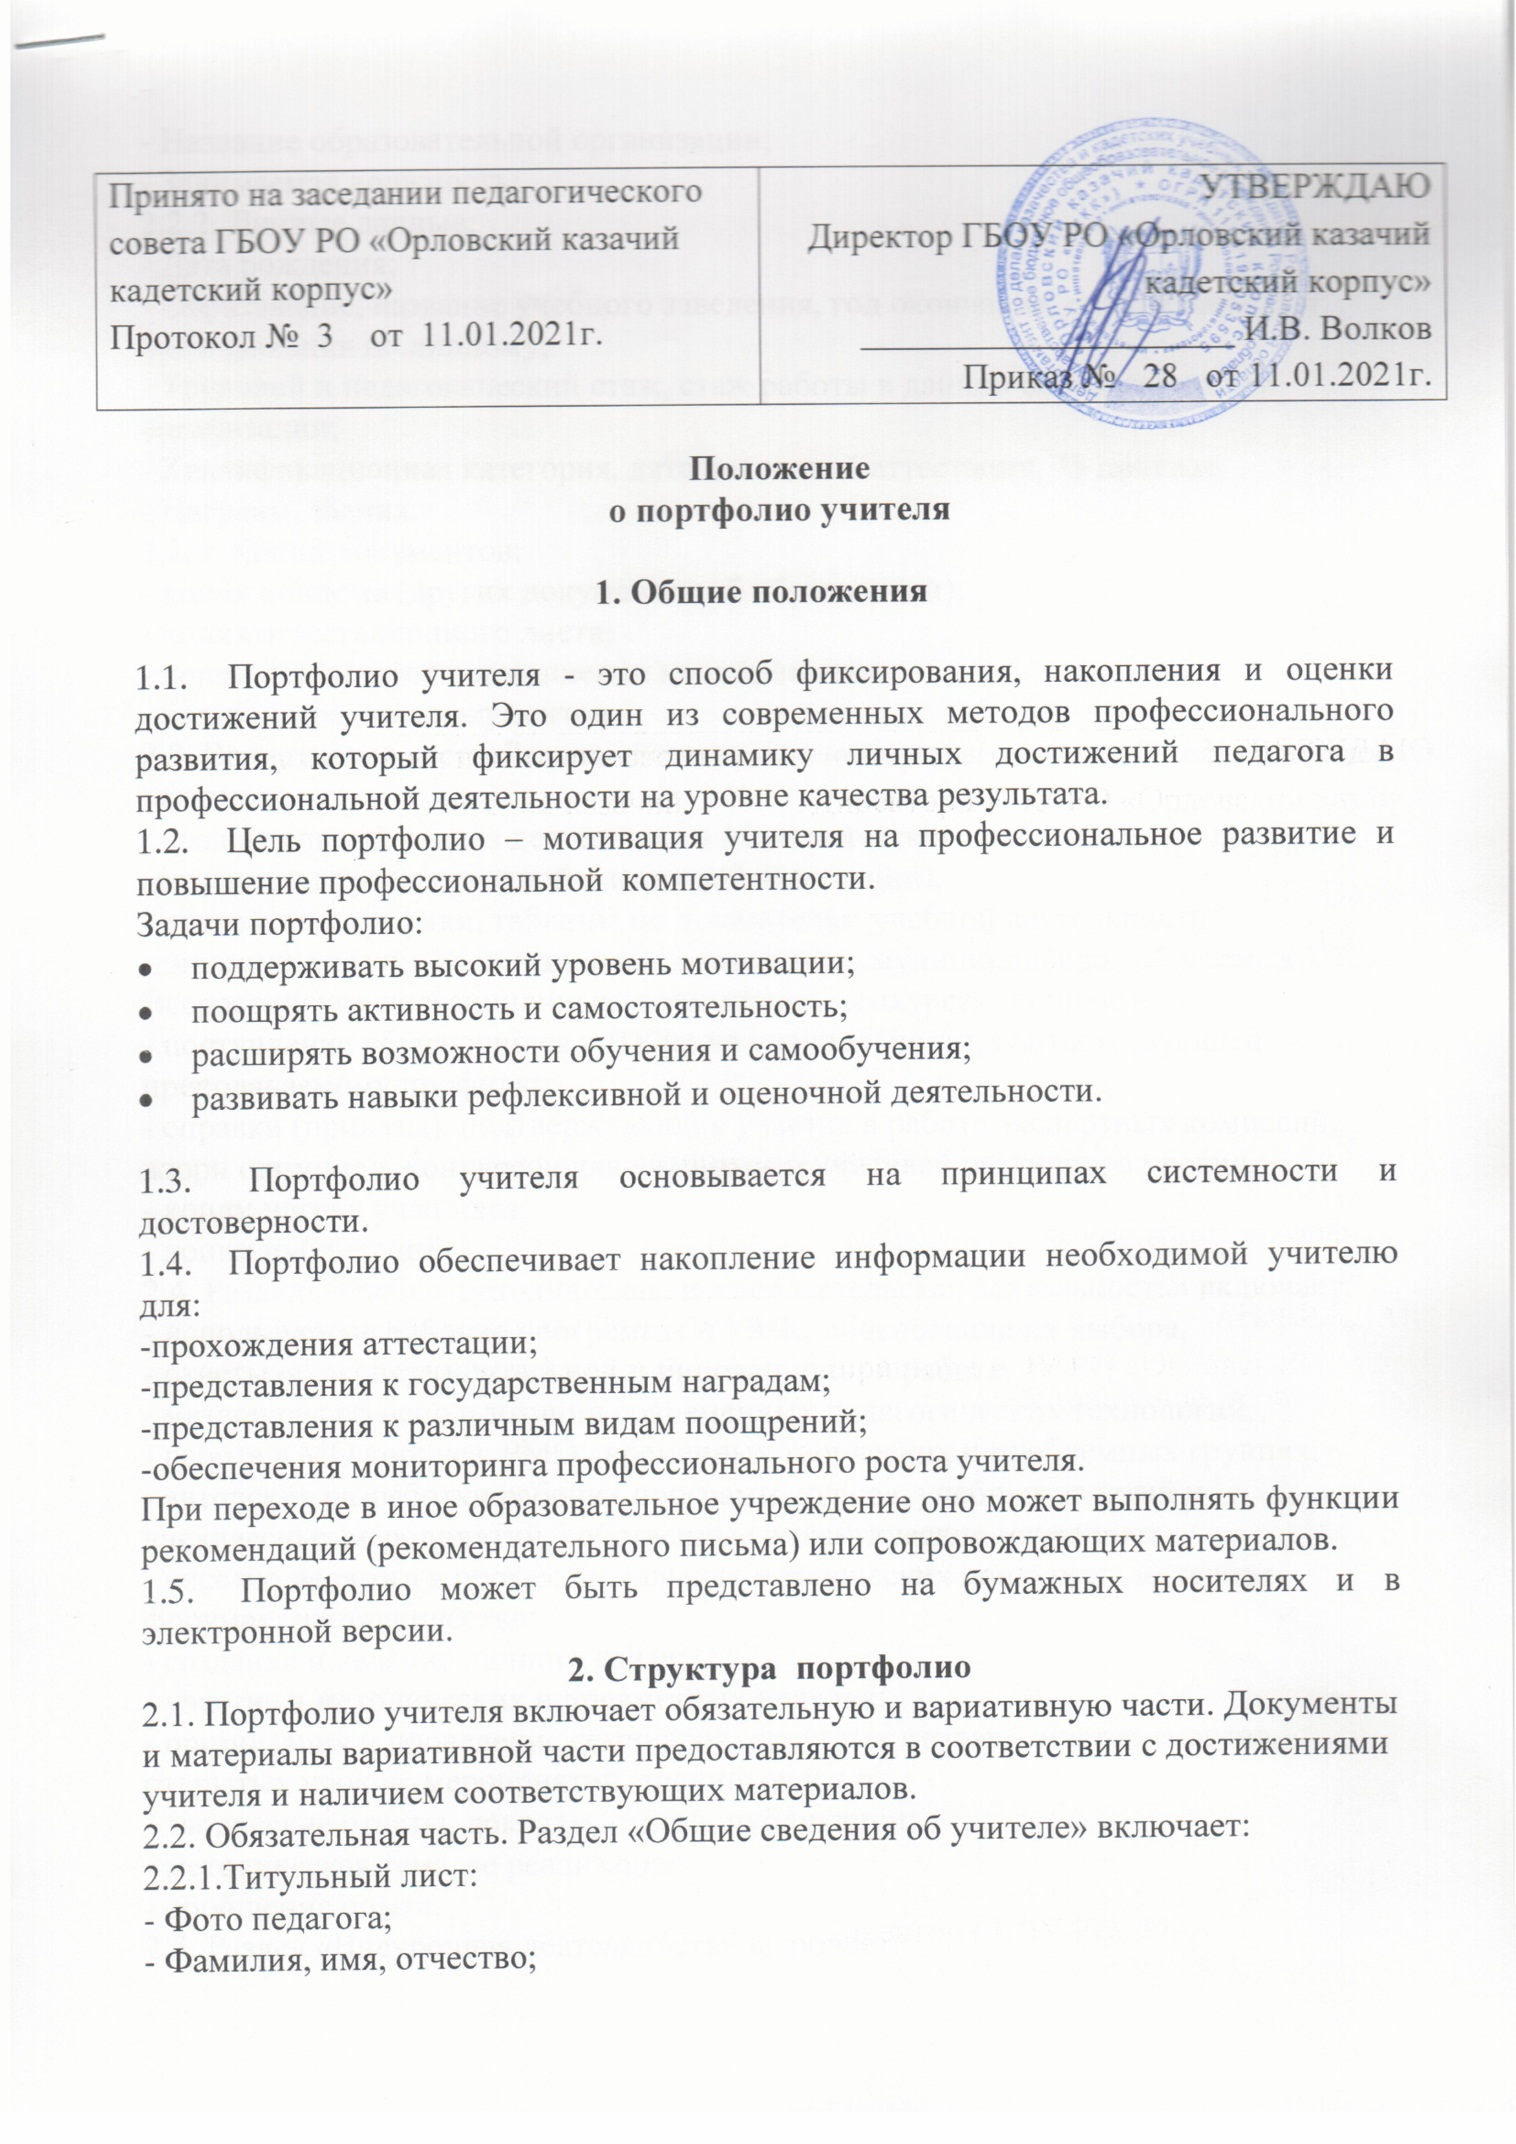 Принято на заседании педагогического
совета ГБОУ РО «Орловский казачий
кадетский корпус»
Протокол № 3 от 11.01.2021г.
УТВЕРЖДАЮ
Директор ГБОУ РО «Орловский казачий
кадетский корпус»
И.В. Волков
Приказ № 28 от 11.01.2021г.
Положение
о портфолио учителя
1. Общие положения
1.1. Портфолио учителя - это способ фиксирования, накопления и оценки
достижений учителя. Это один из современных методов профессионального
развития, который фиксирует динамику личных достижений педагога в
профессиональной деятельности на уровне качества результата.
1.2. Цель портфолио – мотивация учителя на профессиональное развитие и
повышение профессиональной компетентности.
Задачи портфолио:
• поддерживать высокий уровень мотивации;
• поощрять активность и самостоятельность;
• расширять возможности обучения и самообучения;
• развивать навыки рефлексивной и оценочной деятельности.
1.3. Портфолио учителя основывается на принципах системности и
достоверности.
1.4. Портфолио обеспечивает накопление информации необходимой учителю
для:
-прохождения аттестации;
-представления к государственным наградам;
-представления к различным видам поощрений;
-обеспечения мониторинга профессионального роста учителя.
При переходе в иное образовательное учреждение оно может выполнять функции
рекомендаций (рекомендательного письма) или сопровождающих материалов.
1.5. Портфолио может быть представлено на бумажных носителях и в
электронной версии.
2. Структура портфолио
2.1. Портфолио учителя включает обязательную и вариативную части. Документы
и материалы вариативной части предоставляются в соответствии с достижениями
учителя и наличием соответствующих материалов.
2.2. Обязательная часть. Раздел «Общие сведения об учителе» включает:
2.2.1.Титульный лист:
- Фото педагога;
- Фамилия, имя, отчество;